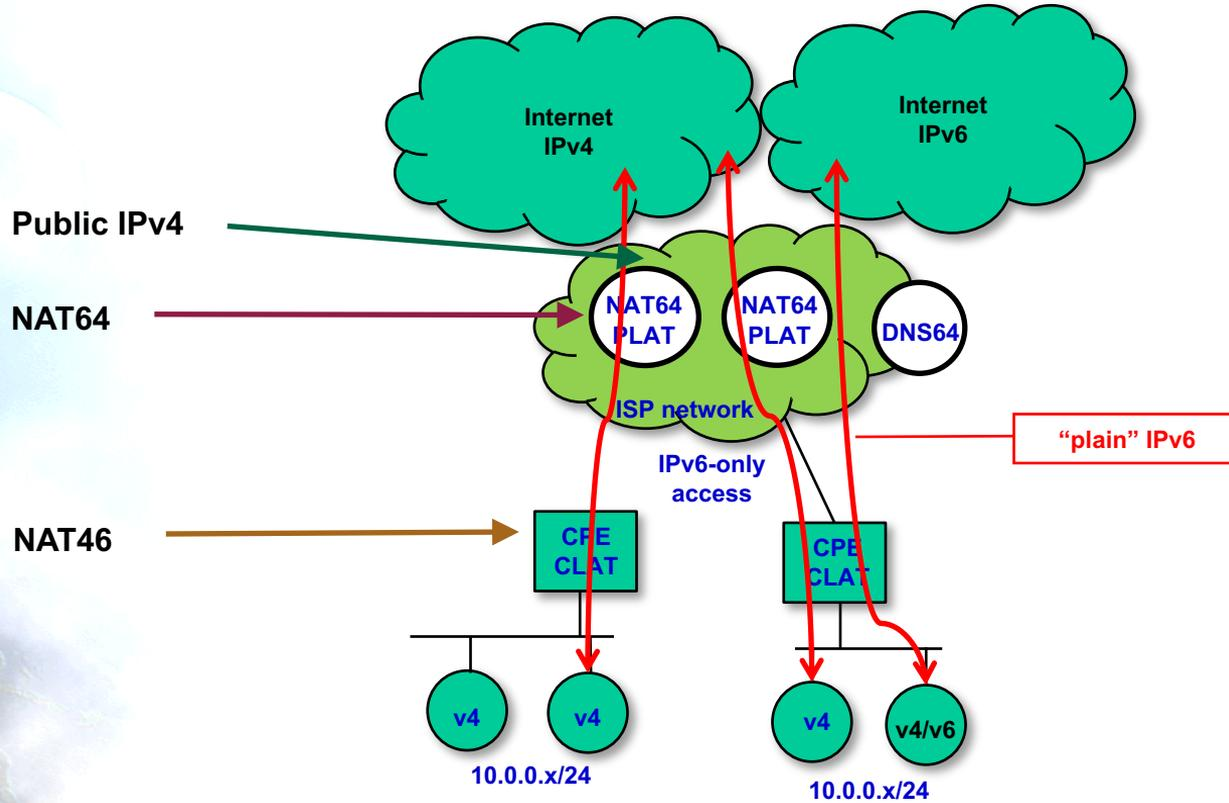 Internet
IPv4
Internet
IPv6
Public IPv4
NAT64
NAT64
PLAT
NAT64
PLAT
DNS64
ISP network
"plain" IPv6
IPv6-only
access
NAT46
CPE
CLAT
CPE
CLAT
v4
v4
v4
v4/v6
10.0.0.x/24
10.0.0.x/24